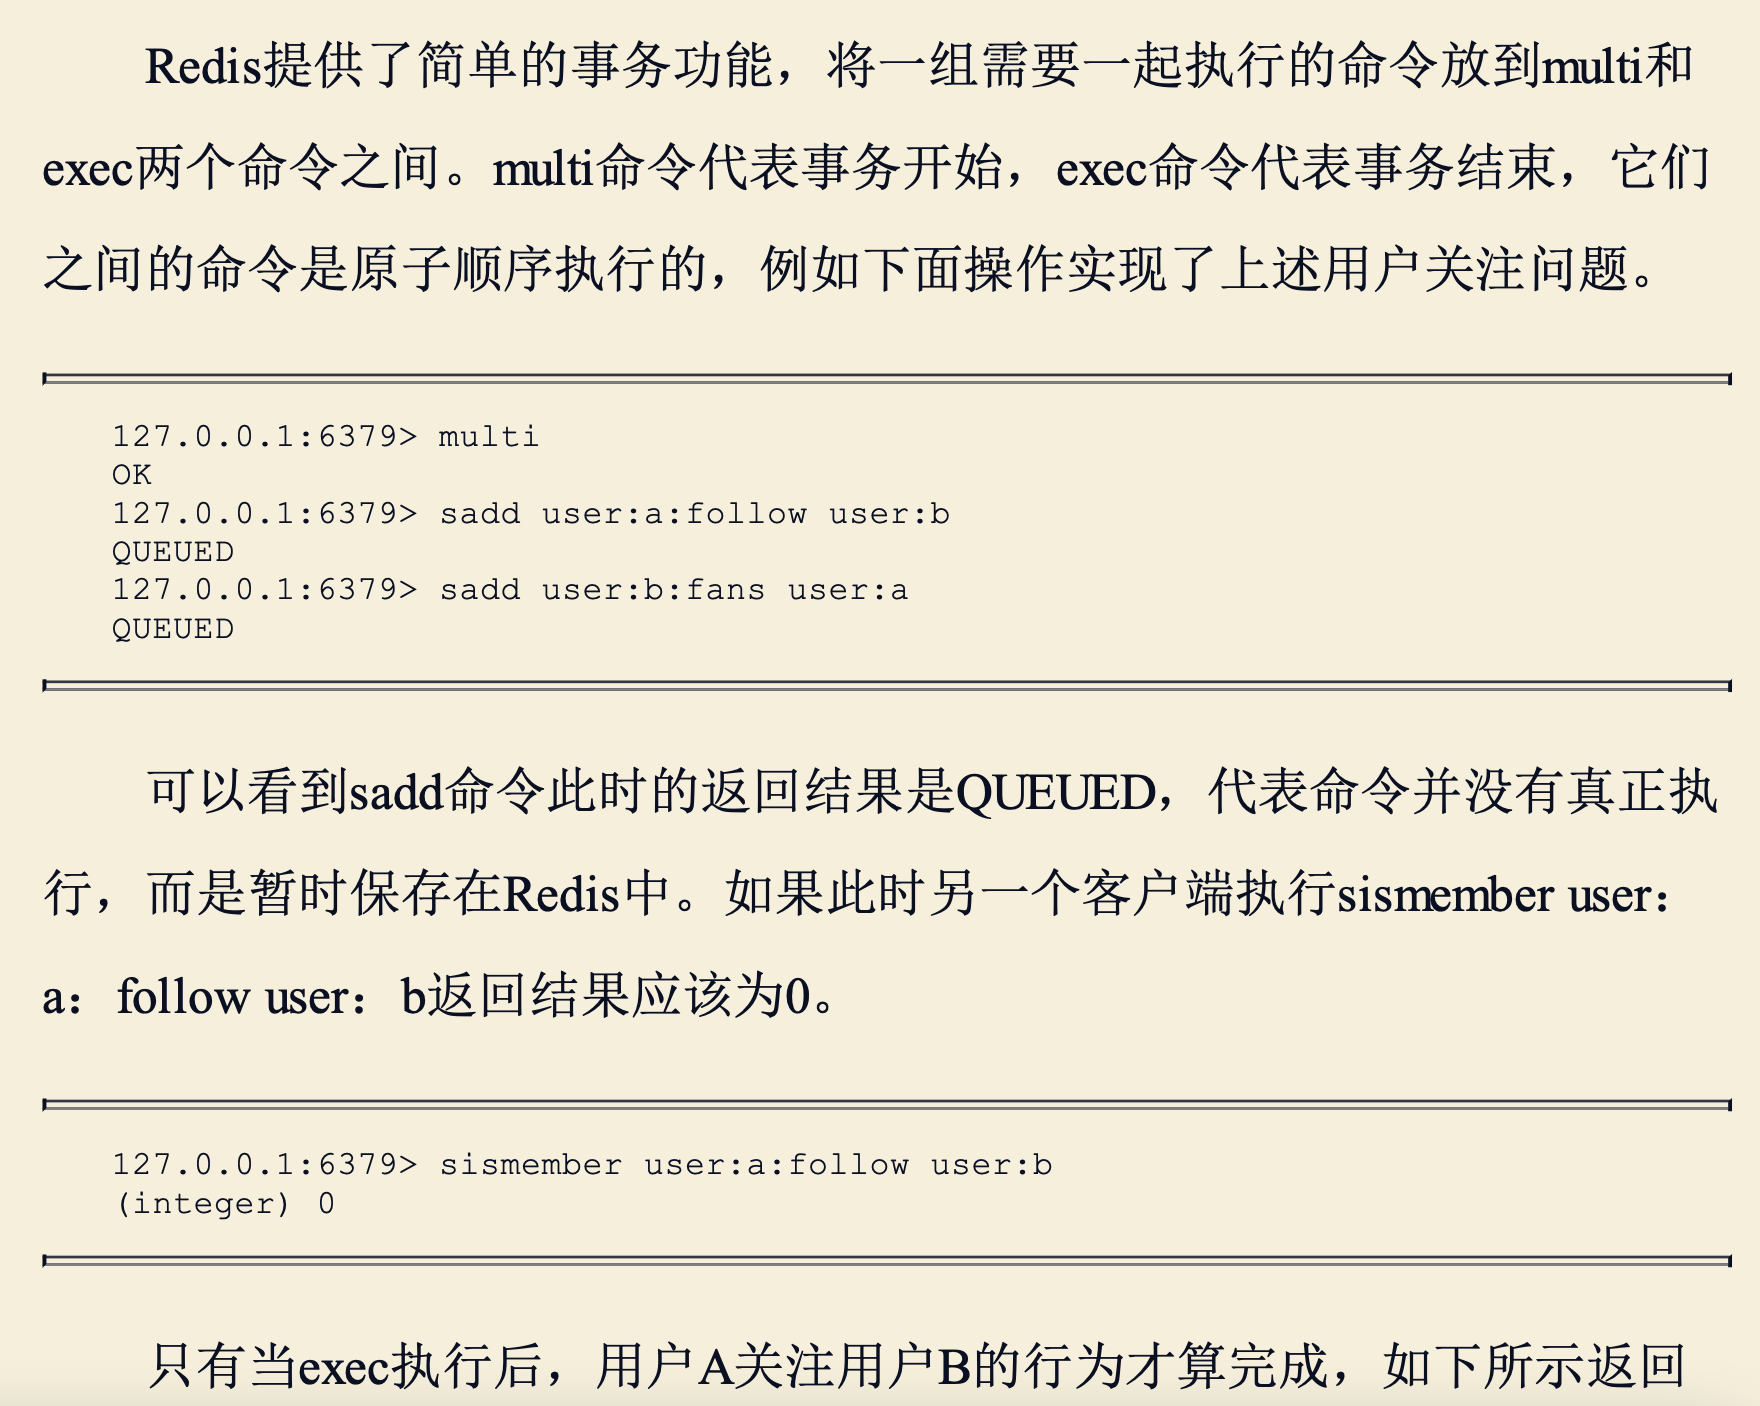 Redis提供了简单的事务功能，将一组需要一起执行的命令放到multi和
exec两个命令之间。multi命令代表事务开始，exec命令代表事务结束，它们
之间的命令是原子顺序执行的，例如下面操作实现了上述用户关注问题。
127.0.0.1:6379> multi
OK
127.0.0.1:6379> sadd user:a:follow user:b
QUEUED
127.0.0.1:6379> sadd user:b:fans user:a
QUEUED
可以看到sadd命令此时的返回结果是QUEUED，代表命令并没有真正执
行，而是暂时保存在Redis中。如果此时另一个客户端执行sismember user：
a：follow user：b返回结果应该为0。
127.0.0.1:6379> sismember user:a:follow user:b
(integer) 0
只有当exec执行后，用户A关注用户B的行为才算完成，如下所示返回